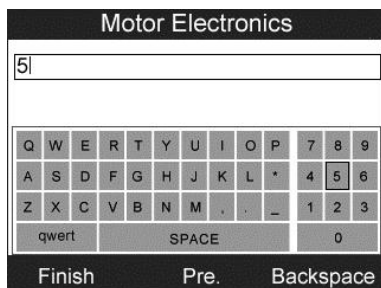 Motor Electronics
5
Q W E R T Y U I O P 7 8 9
A S D F G H J K L * 4 5 6
Z X C V B N M , . _ 1 2 3
qwert SPACE 0
Finish Pre. Backspace